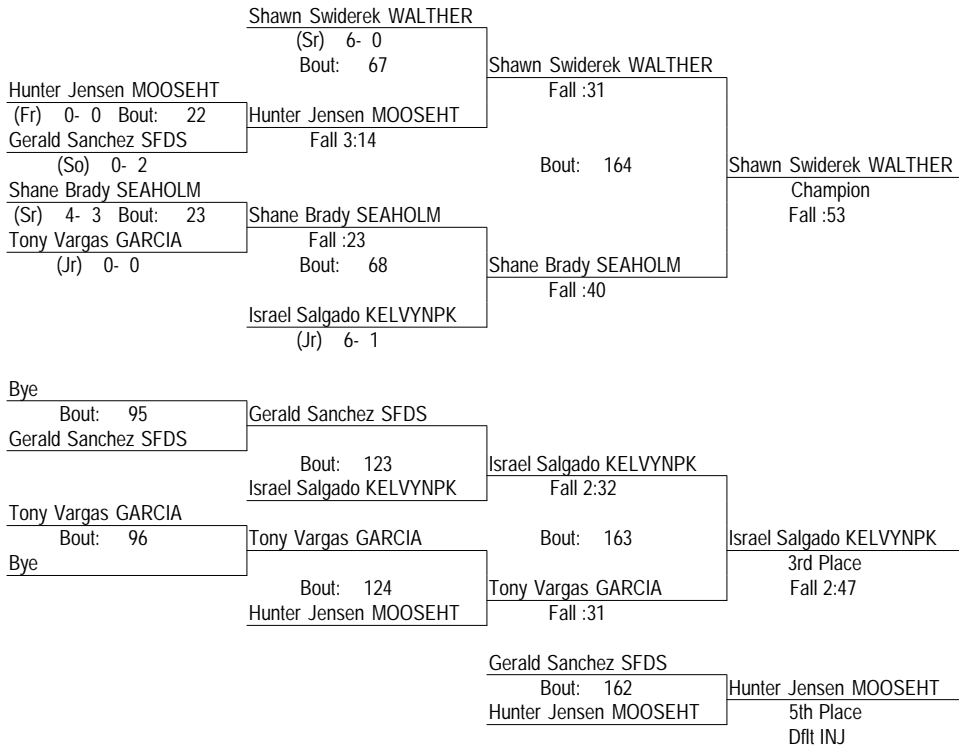 Shawn Swiderek WALTHER
(Sr) 6- 0
Bout: 67
Shawn Swiderek WALTHER
Fall :31
Hunter Jensen MOOSEHT
(Fr) 0- 0 Bout: 22
Hunter Jensen MOOSEHT
Fall 3:14
Gerald Sanchez SFDS
(So) 0- 2
Bout: 164
Shawn Swiderek WALTHER
Champion
Fall :53
Shane Brady SEAHOLM
(Sr) 4- 3 Bout: 23
Shane Brady SEAHOLM
Fall :23
Tony Vargas GARCIA
(Jr) 0- 0
Bout: 68
Shane Brady SEAHOLM
Fall :40
Israel Salgado KELVYNPK
(Jr) 6- 1
Bye
Bout: 95
Gerald Sanchez SFDS
Gerald Sanchez SFDS
Bout: 123
Israel Salgado KELVYNPK
Israel Salgado KELVYNPK
Fall 2:32
Tony Vargas GARCIA
Bout: 96
Tony Vargas GARCIA
Bye
Bout: 163
Israel Salgado KELVYNPK
3rd Place
Fall 2:47
Bout: 124
Tony Vargas GARCIA
Hunter Jensen MOOSEHT
Fall :31
Gerald Sanchez SFDS
Bout: 162
Hunter Jensen MOOSEHT
Hunter Jensen MOOSEHT
5th Place
Dflt INJ